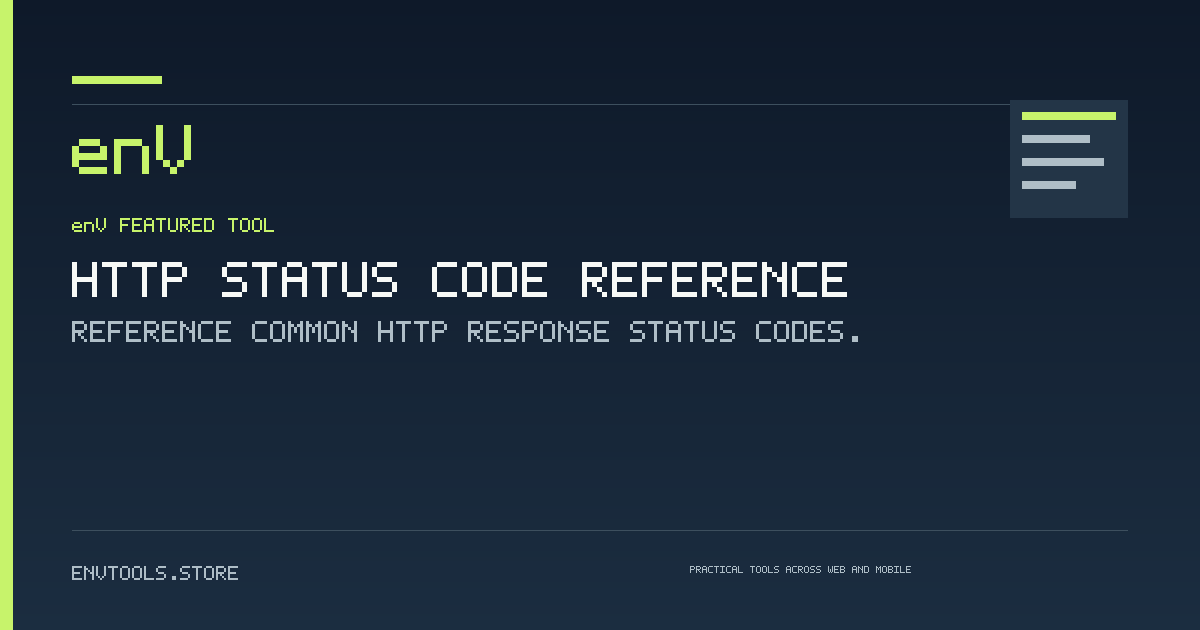 enV
enV FEATURED TOOL
HTTP STATUS CODE REFERENCE
REFERENCE COMMON HTTP RESPONSE STATUS CODES.
ENVTOOLS.STORE
PRACTICAL TOOLS ACROSS WEB AND MOBILE